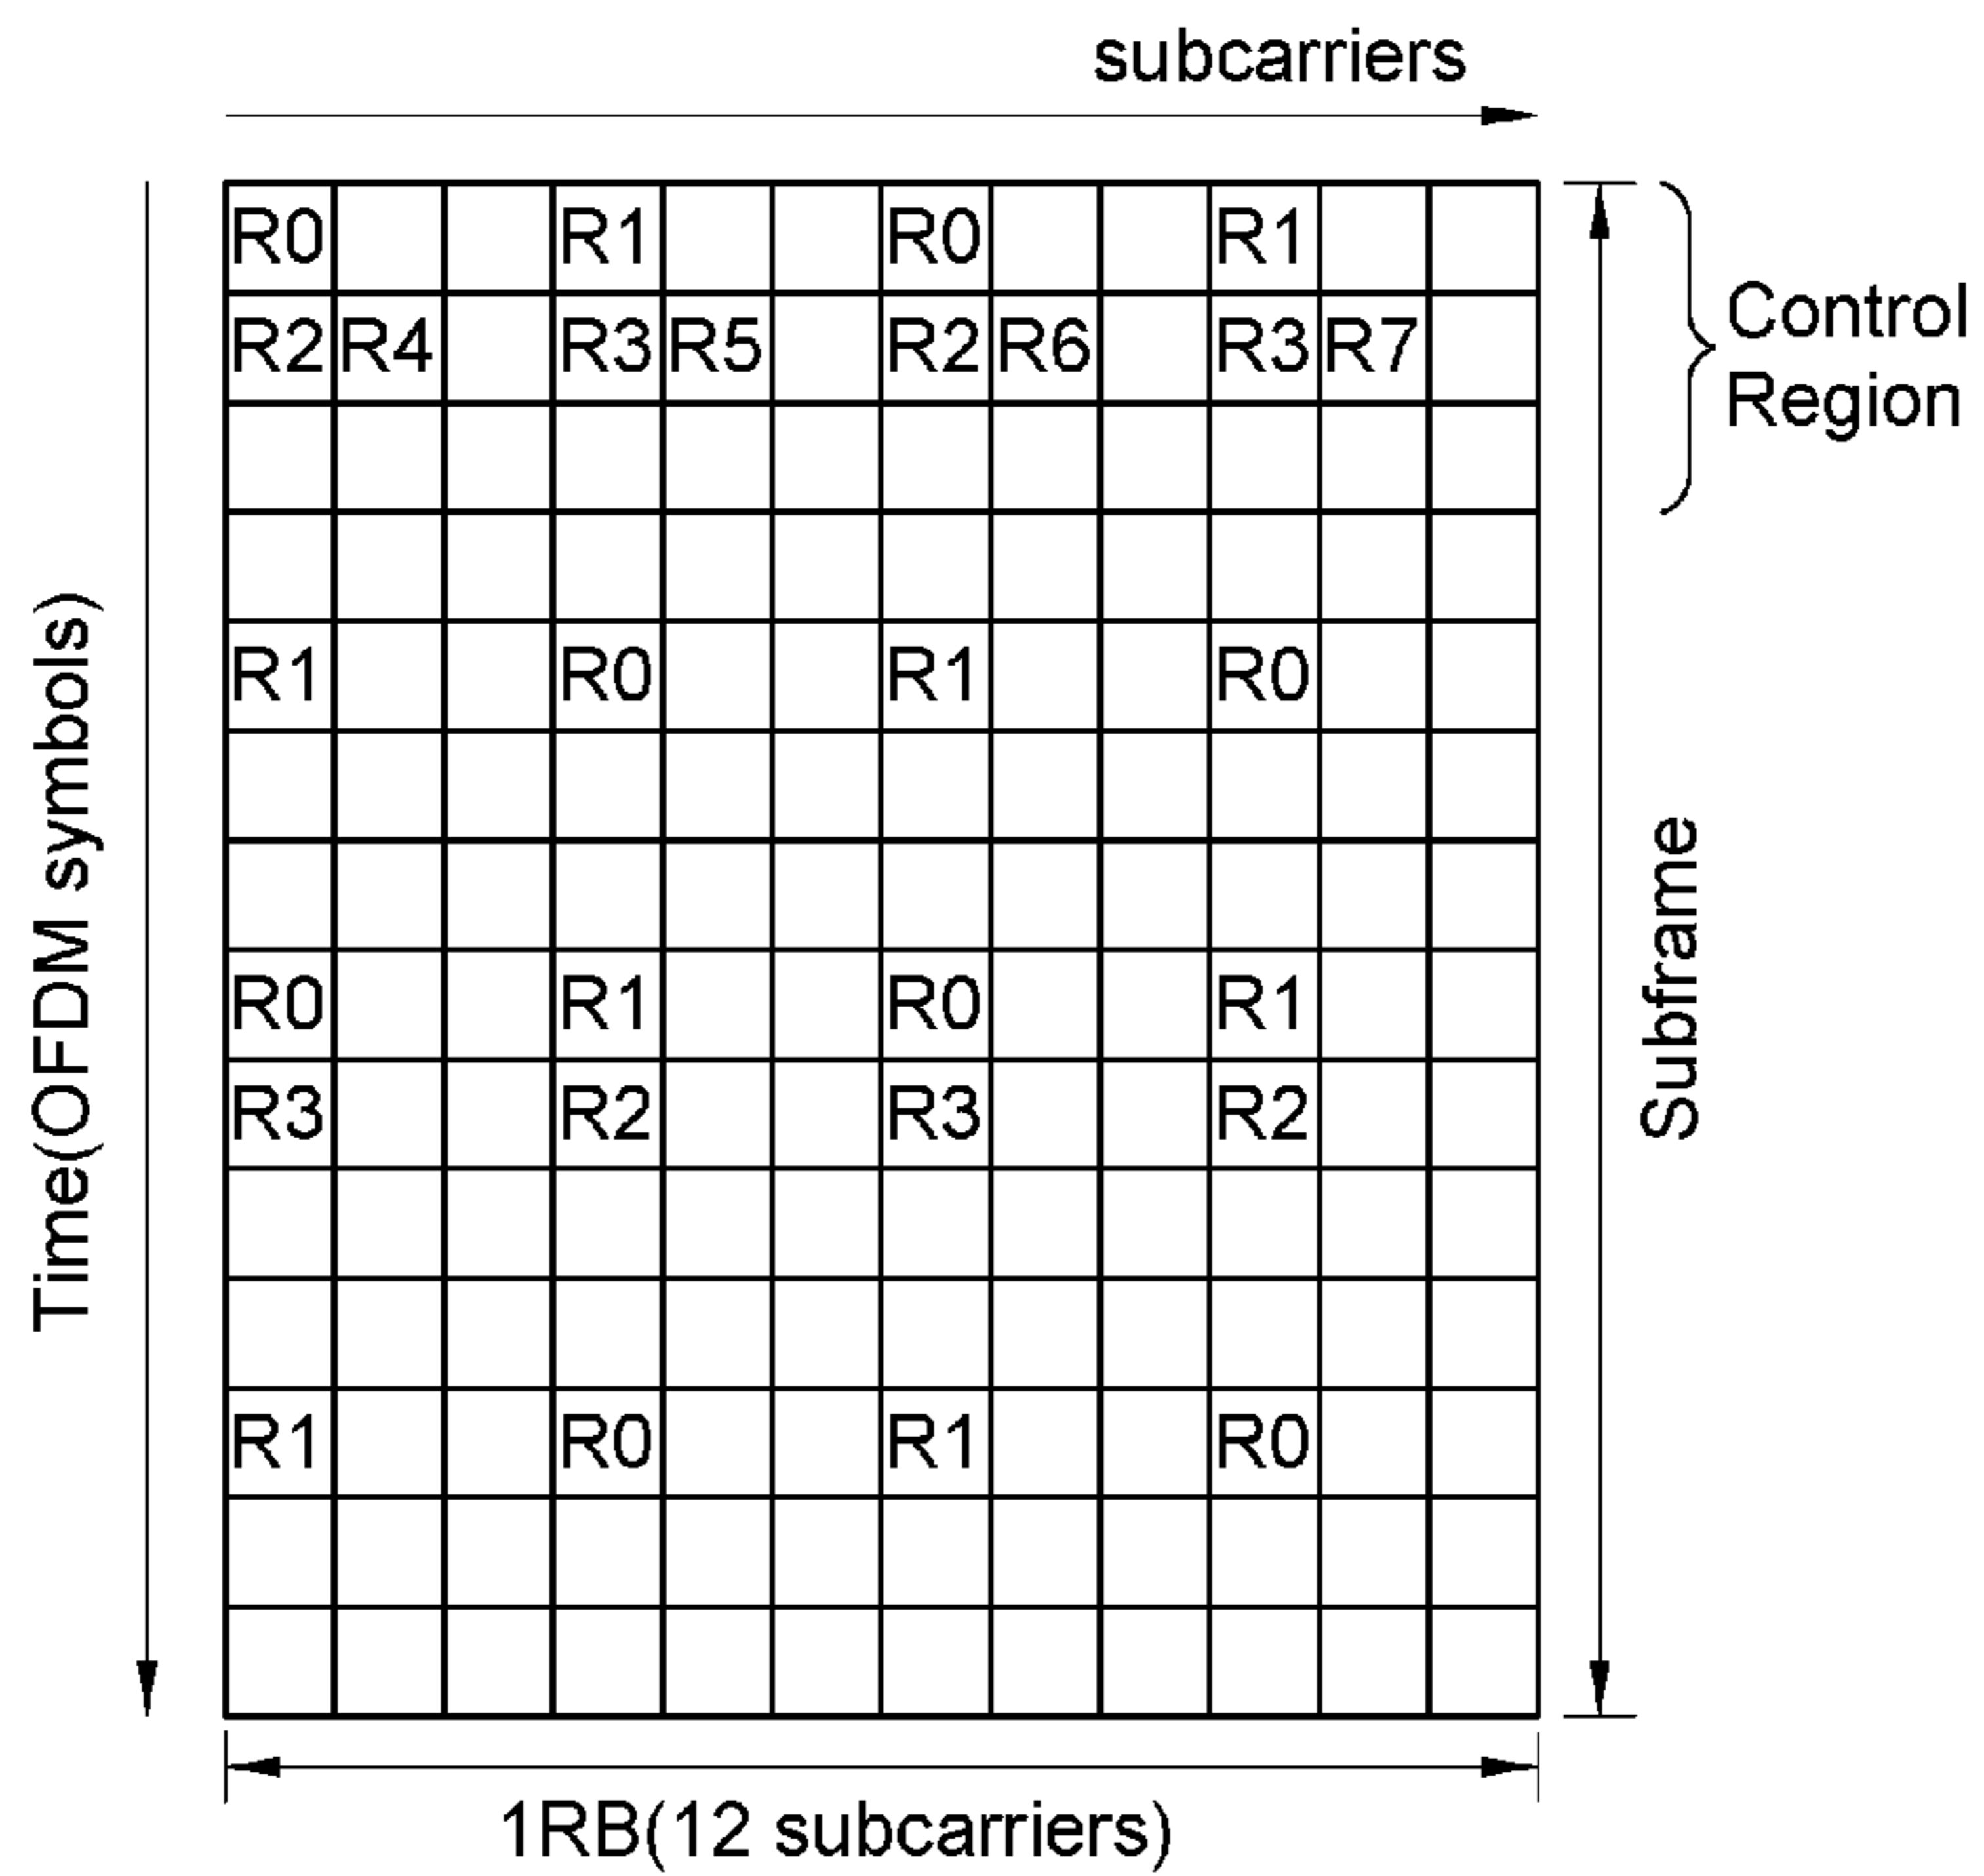 subcarriers
R0 R1 R0 R1
R2 R4 R3 R5 R2 R6 R3 R7
Control
Region
R1 R0 R1 R0
R0 R1 R0 R1
R3 R2 R3 R2
R1 R0 R1 R0
Time(OFDM symbols)
Subframe
1RB(12 subcarriers)